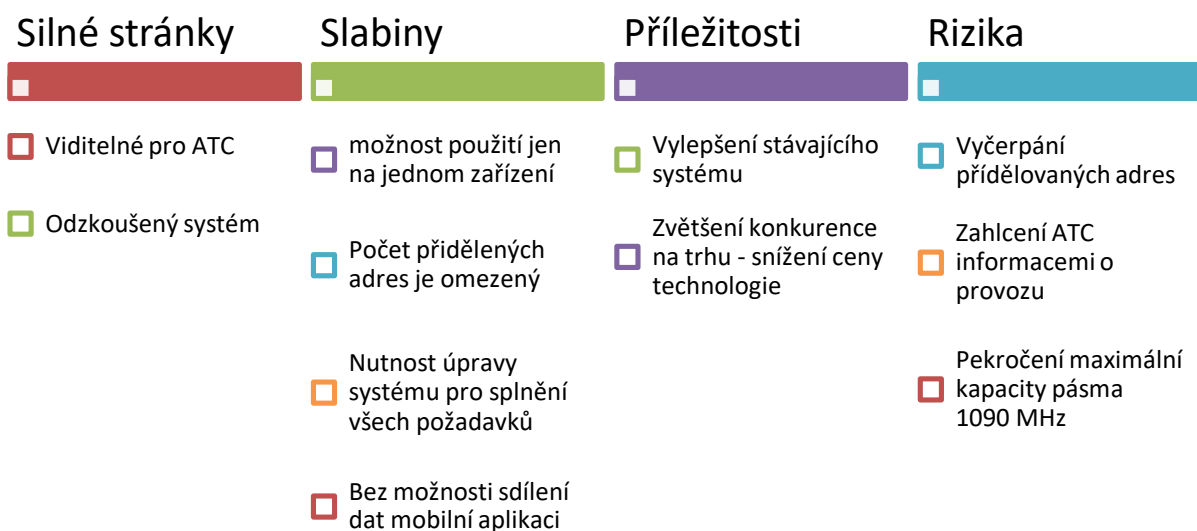 Silné stránky
Viditelné pro ATC
Odzkoušený systém
Slabiny
možnost použití jen
na jednom zařízení
Počet přidělených
adres je omezený
Nutnost úpravy
systému pro splnění
všech požadavků
Bez možnosti sdílení
dat mobilní aplikaci
Příležitosti
Vylepšení stávajícího
systému
Zvětšení konkurence
na trhu - snížení ceny
technologie
Rizika
Vyčerpání
přídělovaných adres
Zahlcení ATC
informacemi o
provozu
Pekročení maximální
kapacity pásma
1090 MHz